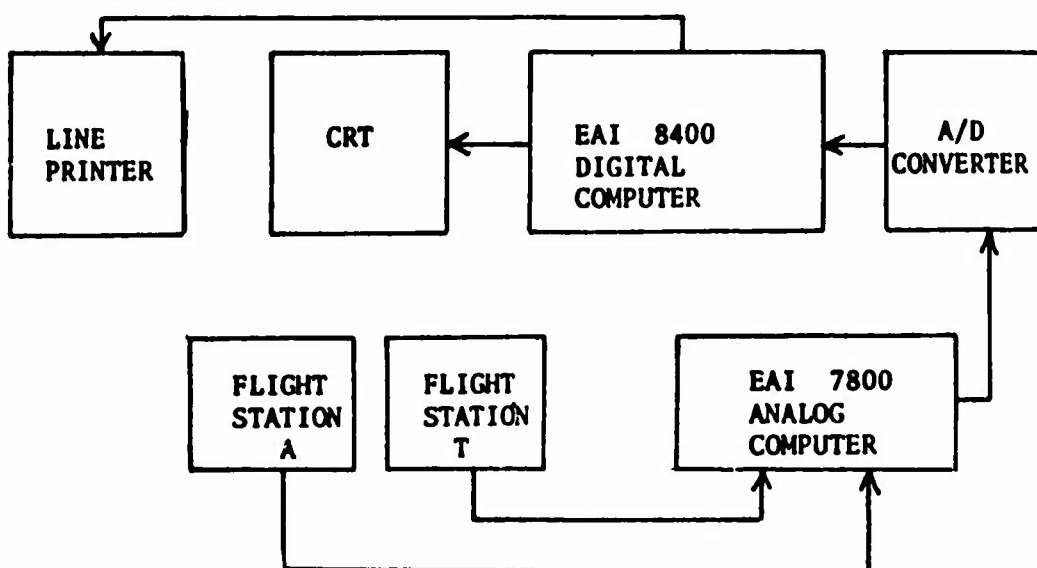 LINE
PRINTER
CRT
EAI 8400
DIGITAL
COMPUTER
A/D
CONVERTER
FLIGHT
STATION
A
FLIGHT
STATION
T
EAI 7800
ANALOG
COMPUTER